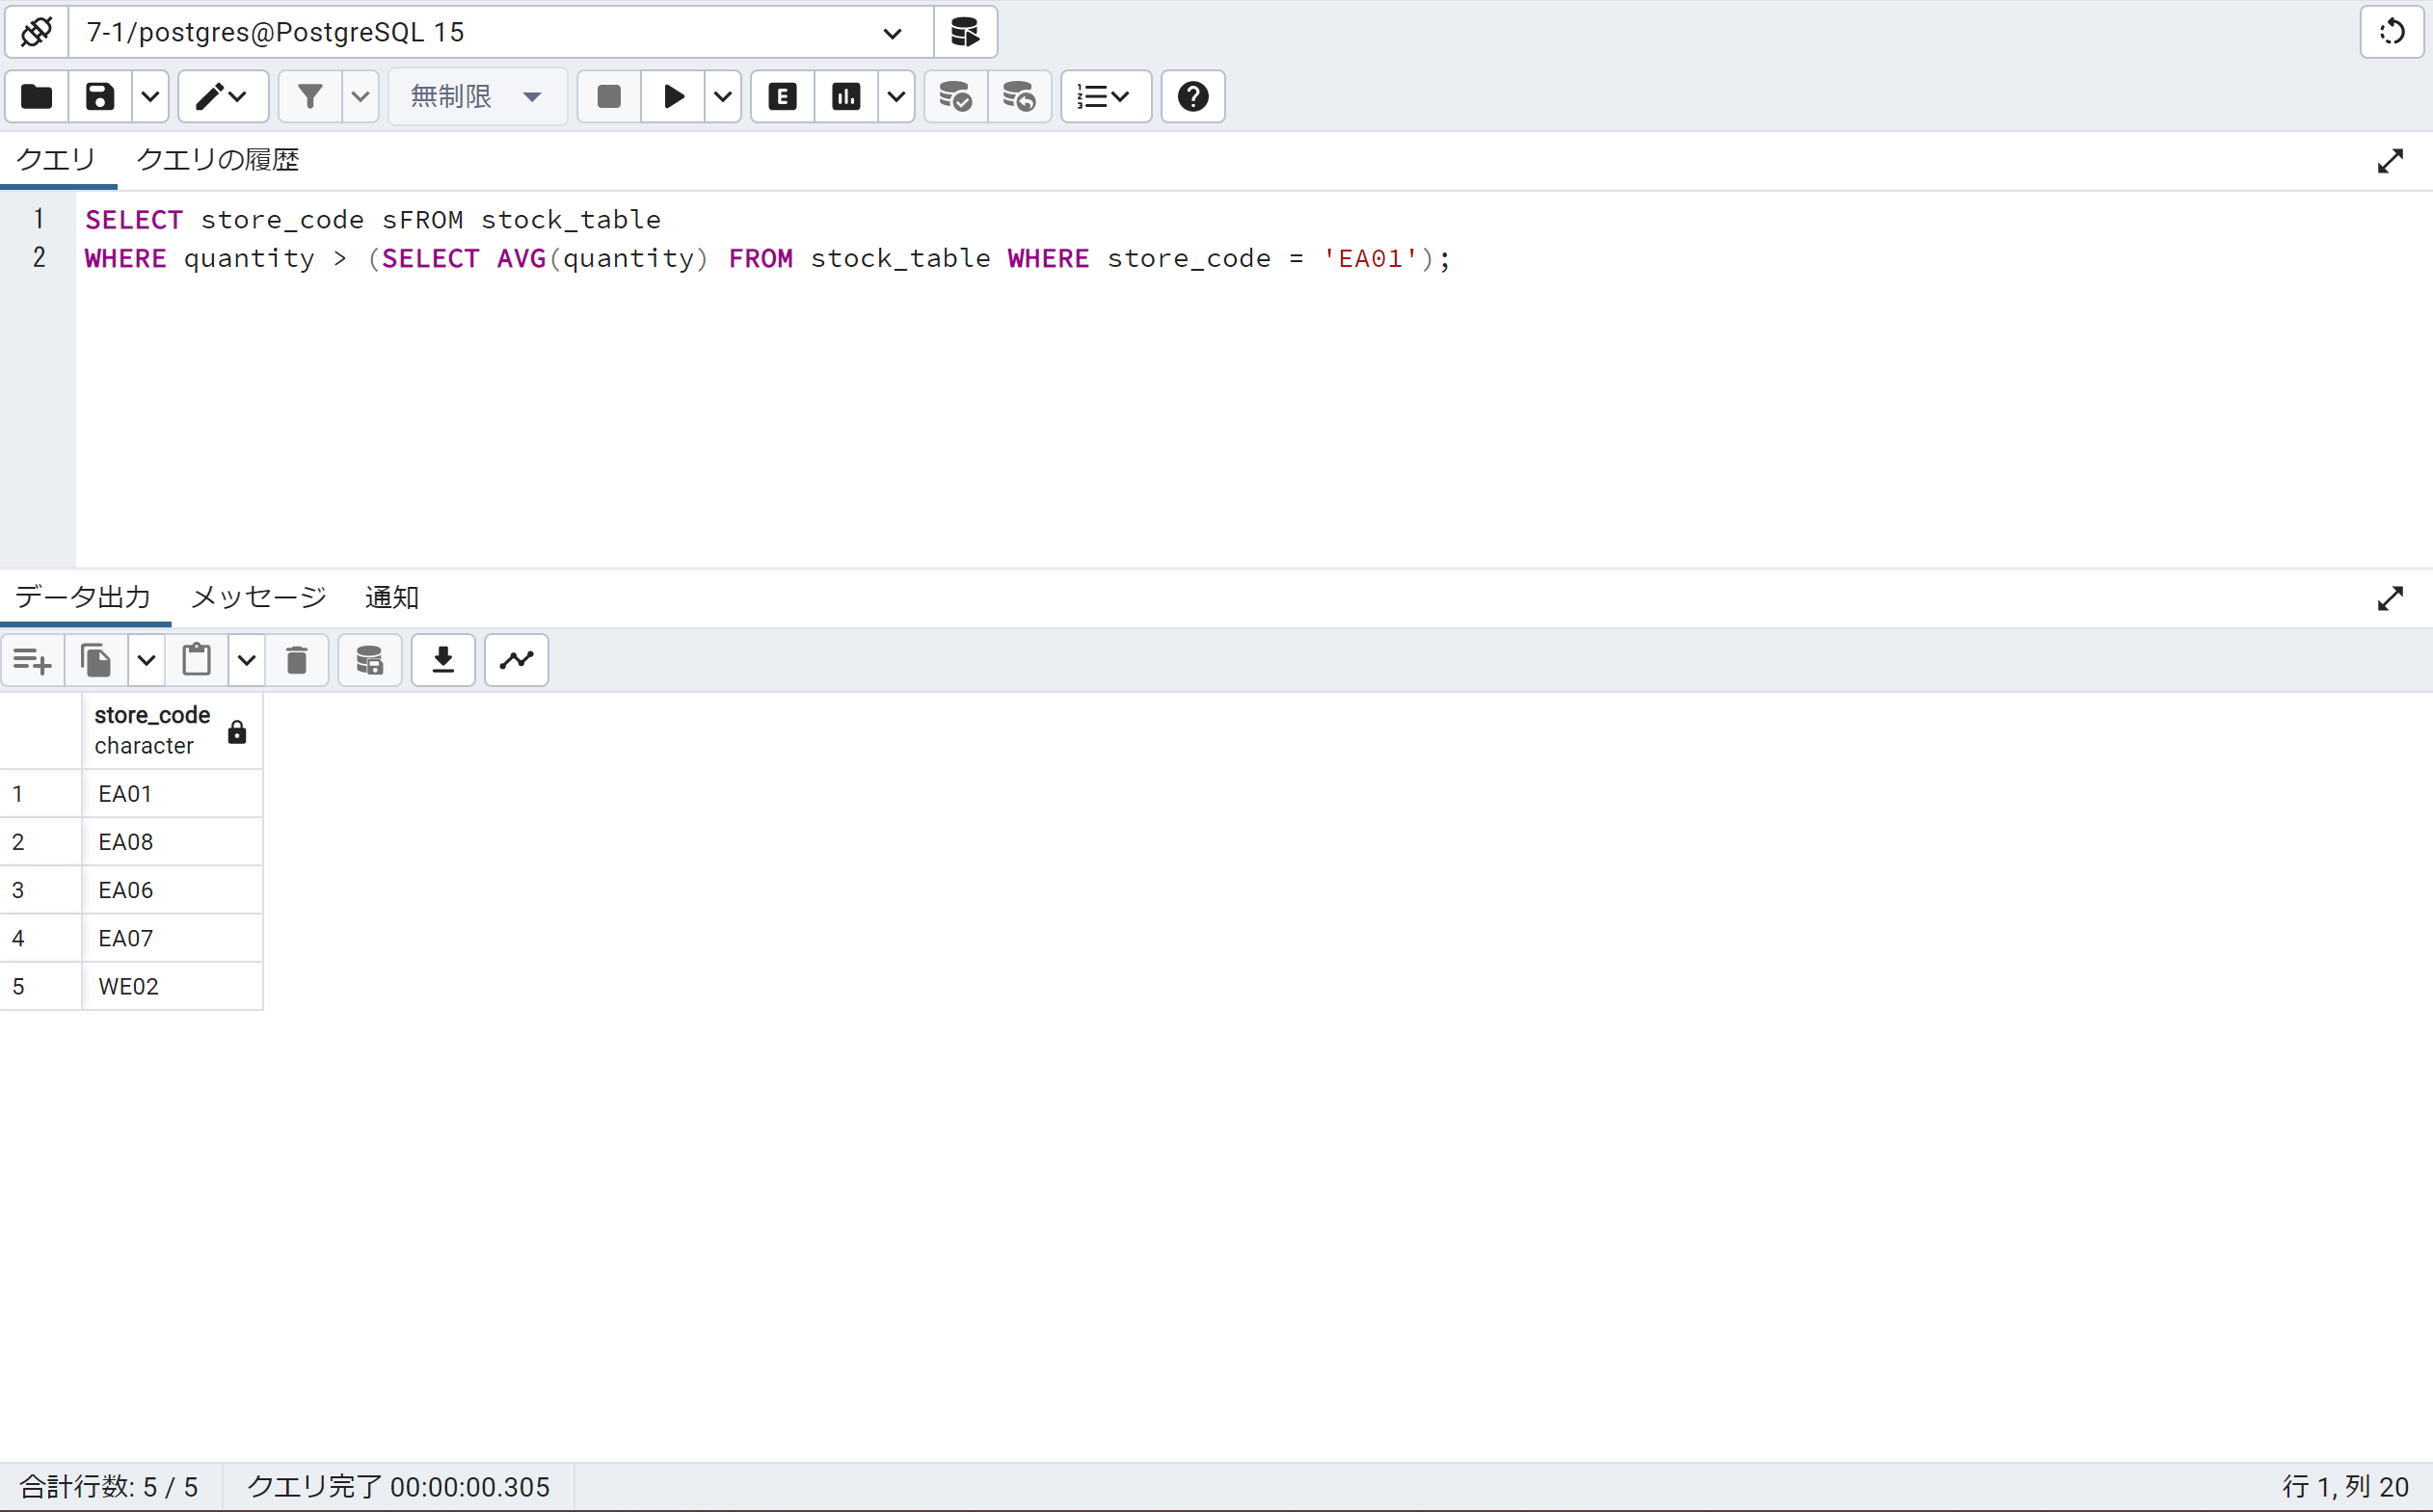 7-1/postgres@PostgreSQL 15
無制限
E
クエリ クエリの履歴
1 SELECT store_code sFROM stock_table
2 WHERE quantity > (SELECT AVG(quantity) FROM stock_table WHERE store_code = 'EA01');
データ出力 メッセージ 通知
store_code
character
1 EA01
2 EA08
3 EA06
4 EA07
5 WE02
合計行数: 5 / 5 クエリ完了 00:00:00.305 行 1, 列 20